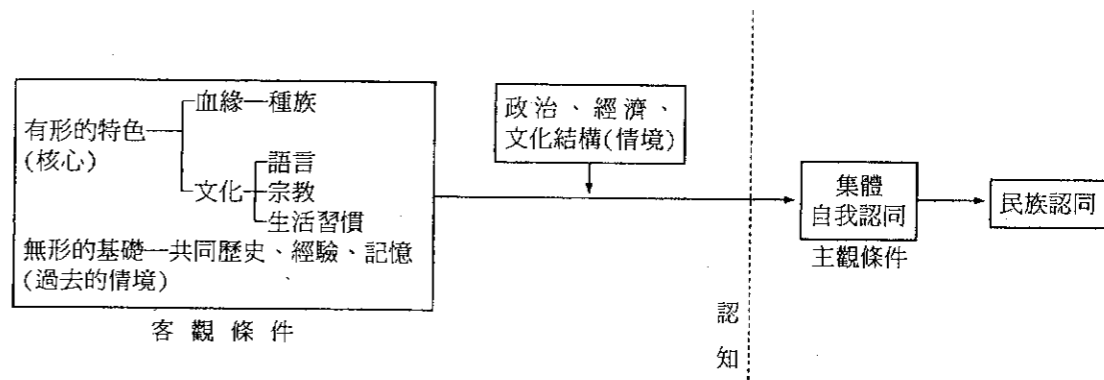 血緣—種族
有形的特色
(核心)
文化
語言
宗教
生活習慣
無形的基礎—共同歷史、經驗、記憶
(過去的情境)
客觀條件
政治、經濟、
文化結構(情境)
認
知
集體
自我認同
主觀條件
民族認同